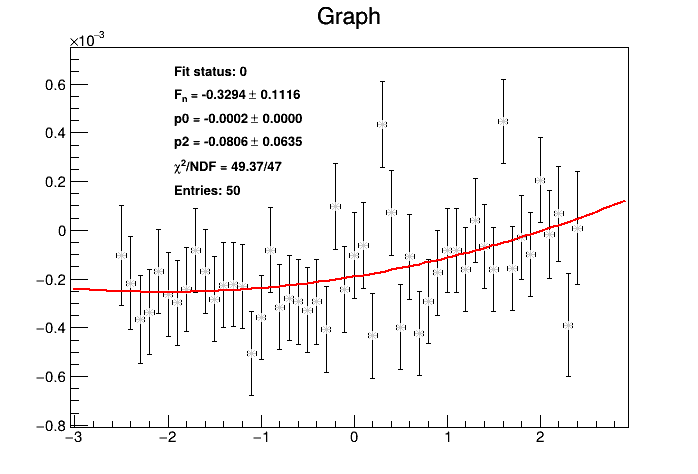 Graph
×10⁻³
Fit status: 0
Fₙ = -0.3294 ± 0.1116
p0 = -0.0002 ± 0.0000
p2 = -0.0806 ± 0.0635
χ²/NDF = 49.37/47
Entries: 50
0.6
0.4
0.2
0
−0.2
−0.4
−0.6
−0.8
−3 −2 −1 0 1 2